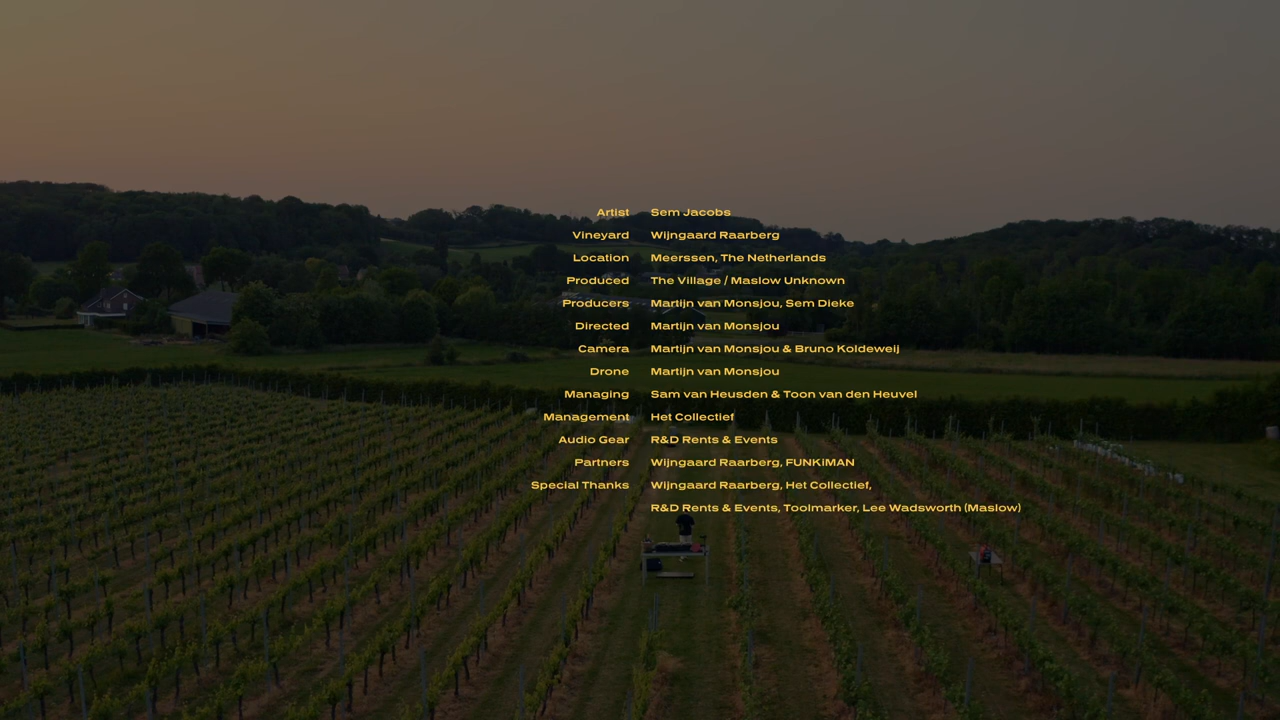 Artist Sem Jacobs
Vineyard Wijngaard Raarberg
Location Meerssen, The Netherlands
Produced The Village / Maslow Unknown
Producers Martijn van Monsjou, Sem Dieke
Directed Martijn van Monsjou
Camera Martijn van Monsjou & Bruno Koldeweij
Drone Martijn van Monsjou
Managing Sam van Heusden & Toon van den Heuvel
Management Het Collectief
Audio Gear R&D Rents & Events
Partners Wijngaard Raarberg, FUNKiMAN
Special Thanks Wijngaard Raarberg, Het Collectief,
R&D Rents & Events, Toolmarker, Lee Wadsworth (Maslow)